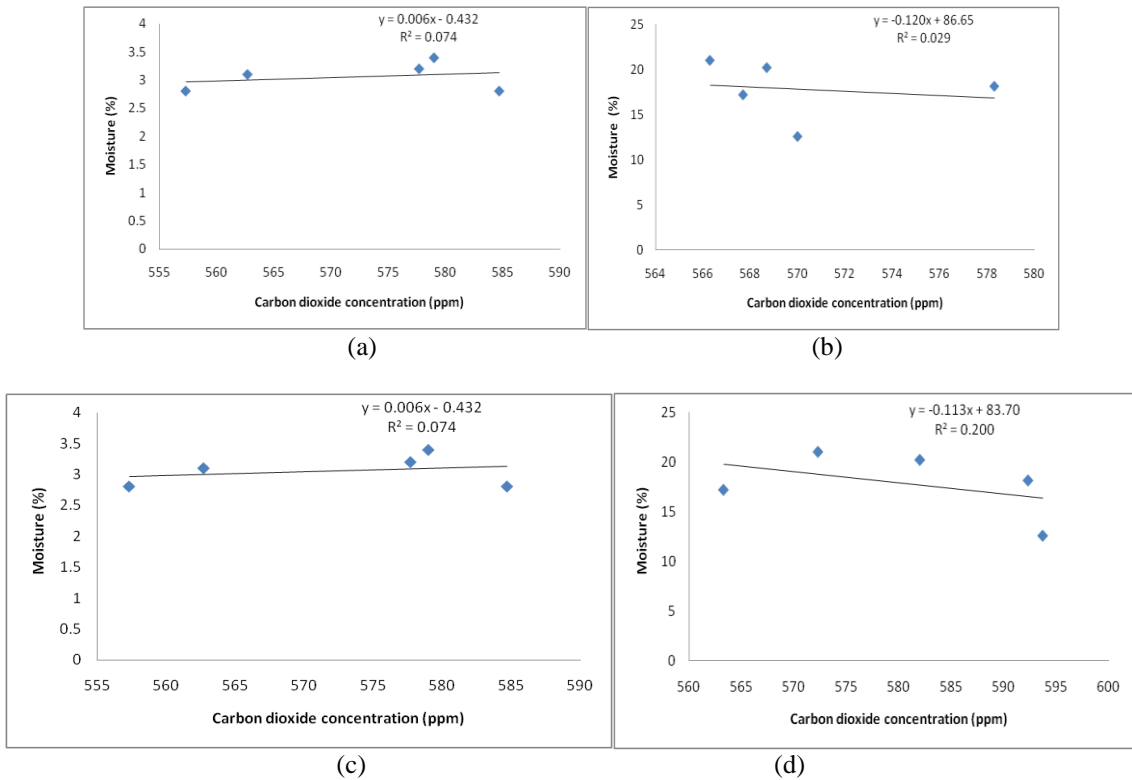 y = 0.006x - 0.432
R² = 0.074
4
3.5
3
2.5
2
1.5
1
0.5
0
Moisture (%)
555 560 565 570 575 580 585 590
Carbon dioxide concentration (ppm)
(a)
y = -0.120x + 86.65
R² = 0.029
25
20
15
10
5
0
Moisture (%)
564 566 568 570 572 574 576 578 580
Carbon dioxide concentration (ppm)
(b)
y = 0.006x - 0.432
R² = 0.074
4
3.5
3
2.5
2
1.5
1
0.5
0
Moisture (%)
555 560 565 570 575 580 585 590
Carbon dioxide concentration (ppm)
(c)
y = -0.113x + 83.70
R² = 0.200
25
20
15
10
5
0
Moisture (%)
560 565 570 575 580 585 590 595 600
Carbon dioxide concentration (ppm)
(d)